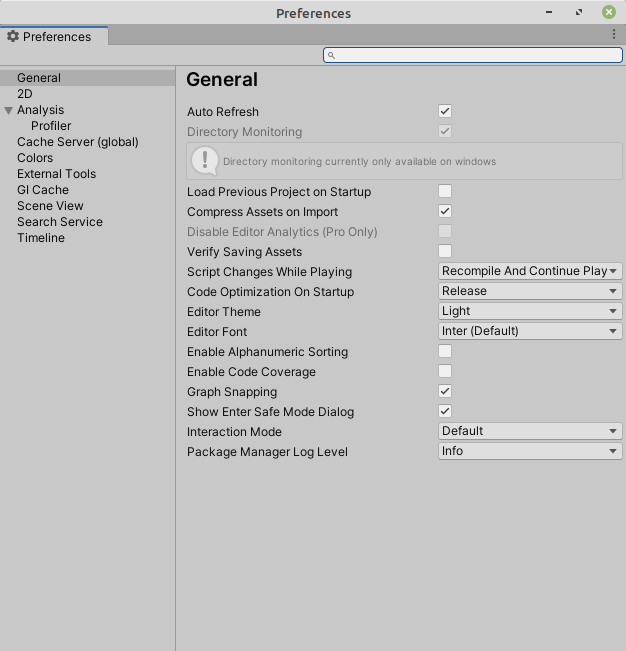 Preferences
Preferences
General
2D
Analysis
Profiler
Cache Server (global)
Colors
External Tools
GI Cache
Scene View
Search Service
Timeline
General
Auto Refresh
Directory Monitoring
Directory monitoring currently only available on windows
Load Previous Project on Startup
Compress Assets on Import
Disable Editor Analytics (Pro Only)
Verify Saving Assets
Script Changes While Playing Recompile And Continue Play
Code Optimization On Startup Release
Editor Theme Light
Editor Font Inter (Default)
Enable Alphanumeric Sorting
Enable Code Coverage
Graph Snapping
Show Enter Safe Mode Dialog
Interaction Mode Default
Package Manager Log Level Info